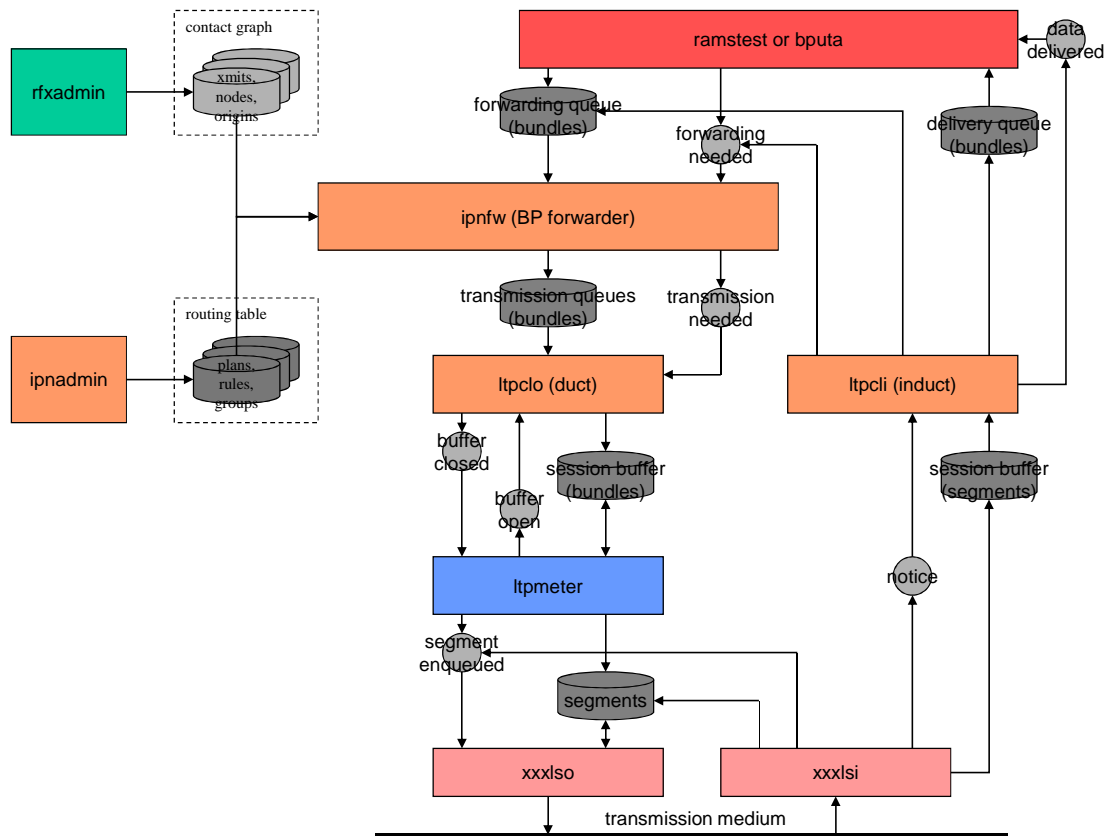 contact graph
rfxadmin
xmits,
nodes,
origins
ramstest or bputa
data
delivered
forwarding queue
(bundles)
forwarding
needed
delivery queue
(bundles)
ipnfw (BP forwarder)
transmission queues
(bundles)
transmission
needed
routing table
ipnadmin
plans,
rules,
groups
ltpclo (duct)
ltpcli (induct)
buffer
closed
buffer
open
session buffer
(bundles)
session buffer
(segments)
ltpmeter
notice
segment
enqueued
segments
xxxlso
xxxlsi
transmission medium